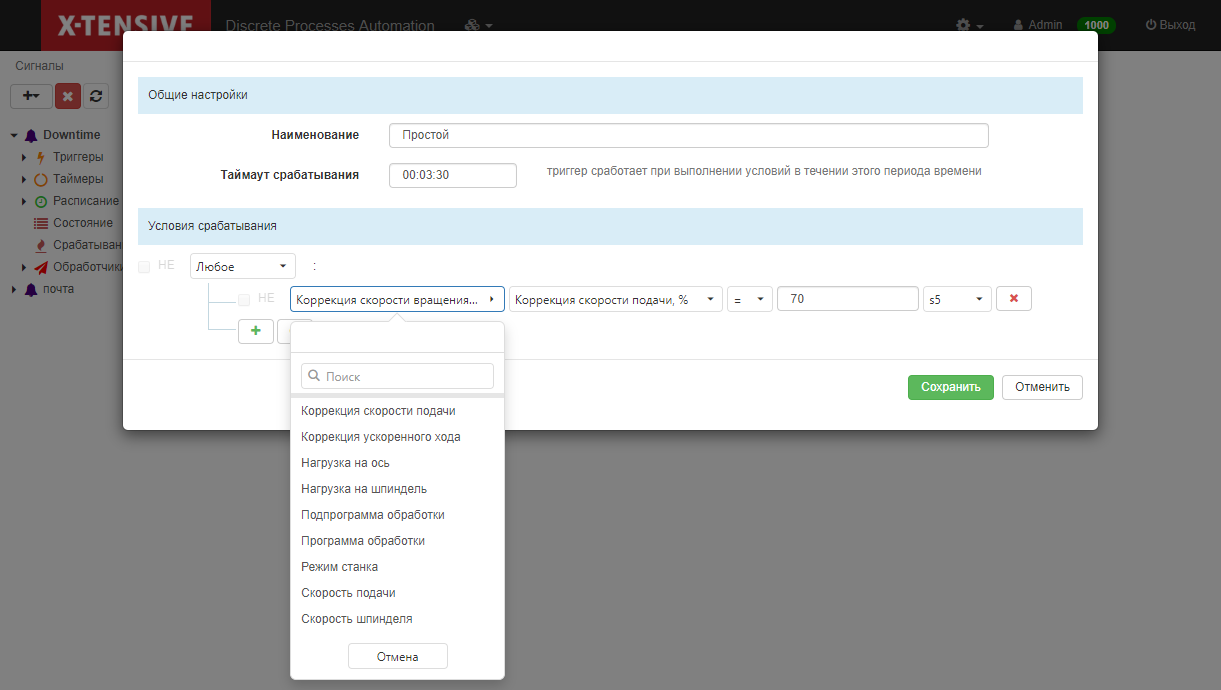 X-TENSIVE
Discrete Processes Automation
Admin
1000
Выход
Сигналы
Downtime
Триггеры
Таймеры
Расписание
Состояние
Срабатыван
Обработчики
почта
Общие настройки
Наименование
Простой
Таймаут срабатывания
00:03:30
триггер сработает при выполнении условий в течении этого периода времени
Условия срабатывания
НЕ
Любое
:
НЕ
Коррекция скорости вращения...
Коррекция скорости подачи, %
=
70
s5
Поиск
Коррекция скорости подачи
Коррекция ускоренного хода
Нагрузка на ось
Нагрузка на шпиндель
Подпрограмма обработки
Программа обработки
Режим станка
Скорость подачи
Скорость шпинделя
Отмена
Сохранить
Отменить